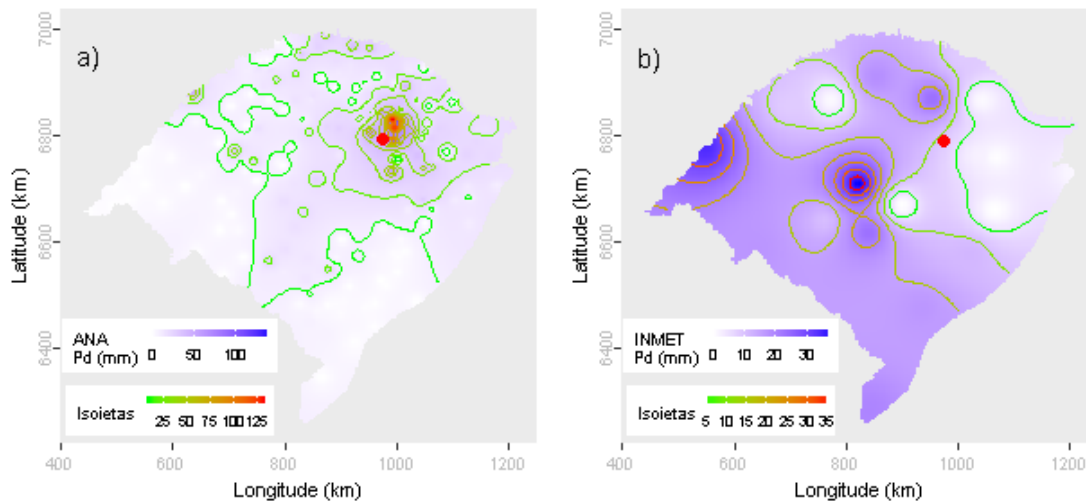 a)
7000
6800
6600
6400
Latitude (km)
ANA
Pd (mm) 0 50 100
Isoietas 25 50 75 100 125
400 600 800 1000 1200
Longitude (km)
b)
7000
6800
6600
6400
Latitude (km)
INMET
Pd (mm) 0 10 20 30
Isoietas 5 10 15 20 25 30 35
400 600 800 1000 1200
Longitude (km)